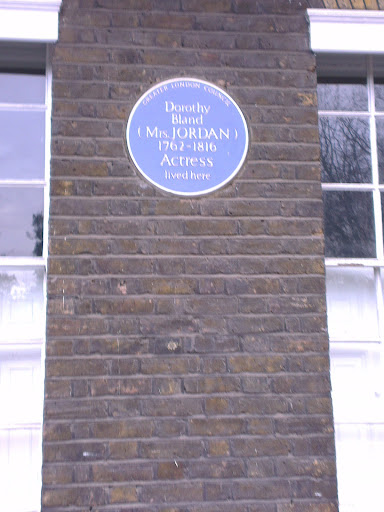 GREATER LONDON COUNCIL
Dorothy
Bland
(Mrs. JORDAN)
1762-1816
Actress
lived here